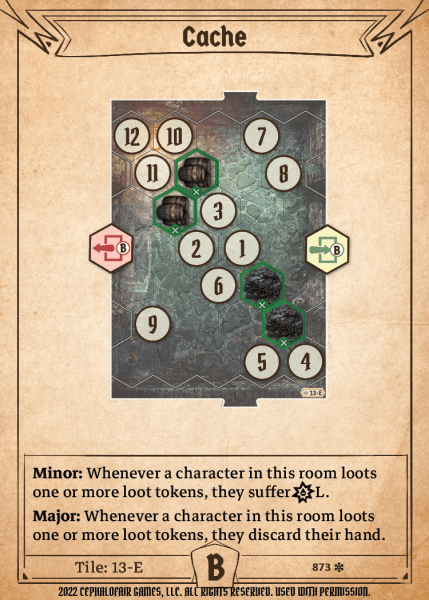 Cache
12 10 7
11 8
3
B 2 1 B
6
9
5 4
13-E
Minor: Whenever a character in this room loots
one or more loot tokens, they suffer L.
Major: Whenever a character in this room loots
one or more loot tokens, they discard their hand.
Tile: 13-E B 873
2022 CEPHALOFAIR GAMES, LLC. ALL RIGHTS RESERVED. USED WITH PERMISSION.